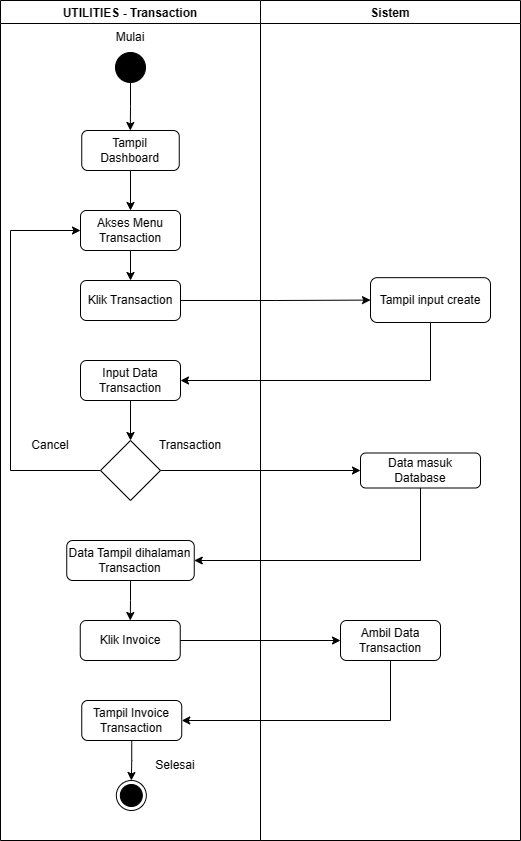 UTILITIES - Transaction
Sistem
Mulai
Tampil
Dashboard
Akses Menu
Transaction
Klik Transaction
Tampil input create
Input Data
Transaction
Cancel
Transaction
Data masuk
Database
Data Tampil dihalaman
Transaction
Klik Invoice
Ambil Data
Transaction
Tampil Invoice
Transaction
Selesai